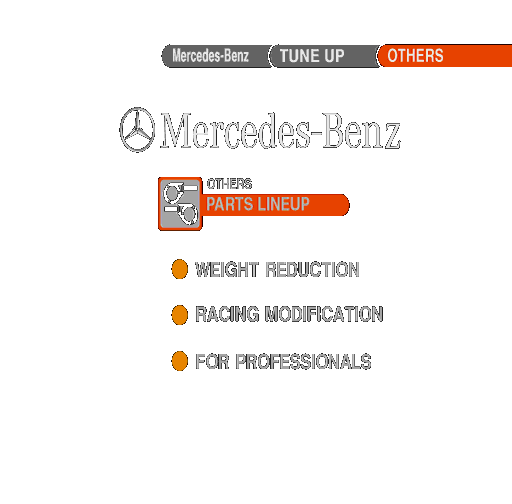 Mercedes-Benz TUNE UP OTHERS
Mercedes-Benz
OTHERS
PARTS LINEUP
WEIGHT REDUCTION
RACING MODIFICATION
FOR PROFESSIONALS